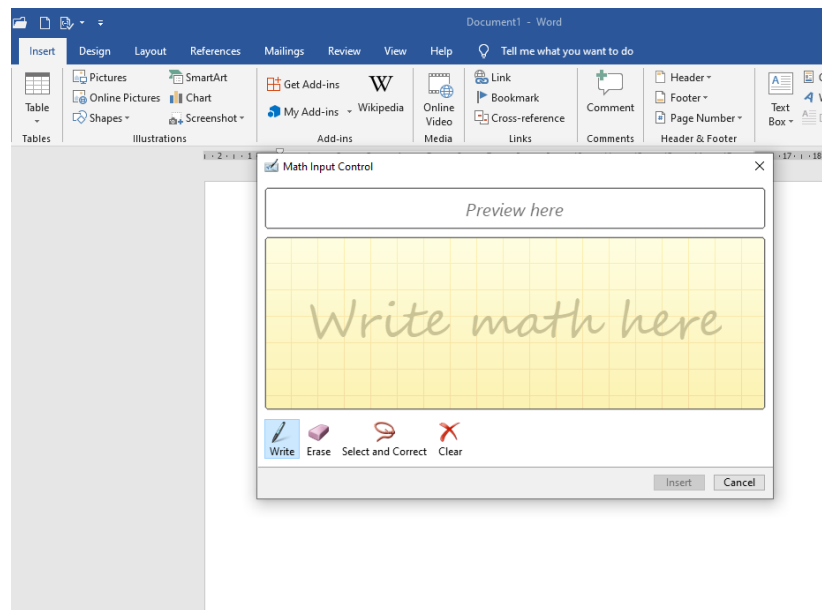 Document1 - Word
Insert Design Layout References Mailings Review View Help Tell me what you want to do
Table
Tables
Pictures
Online Pictures
Shapes
SmartArt
Chart
Screenshot
Illustrations
Get Add-ins
My Add-ins
W
Wikipedia
Add-ins
Online
Video
Media
Link
Bookmark
Cross-reference
Links
Comment
Comments
Header
Footer
Page Number
Header & Footer
Text
Box
Math Input Control
Preview here
Write math here
Write Erase Select and Correct Clear
Insert Cancel